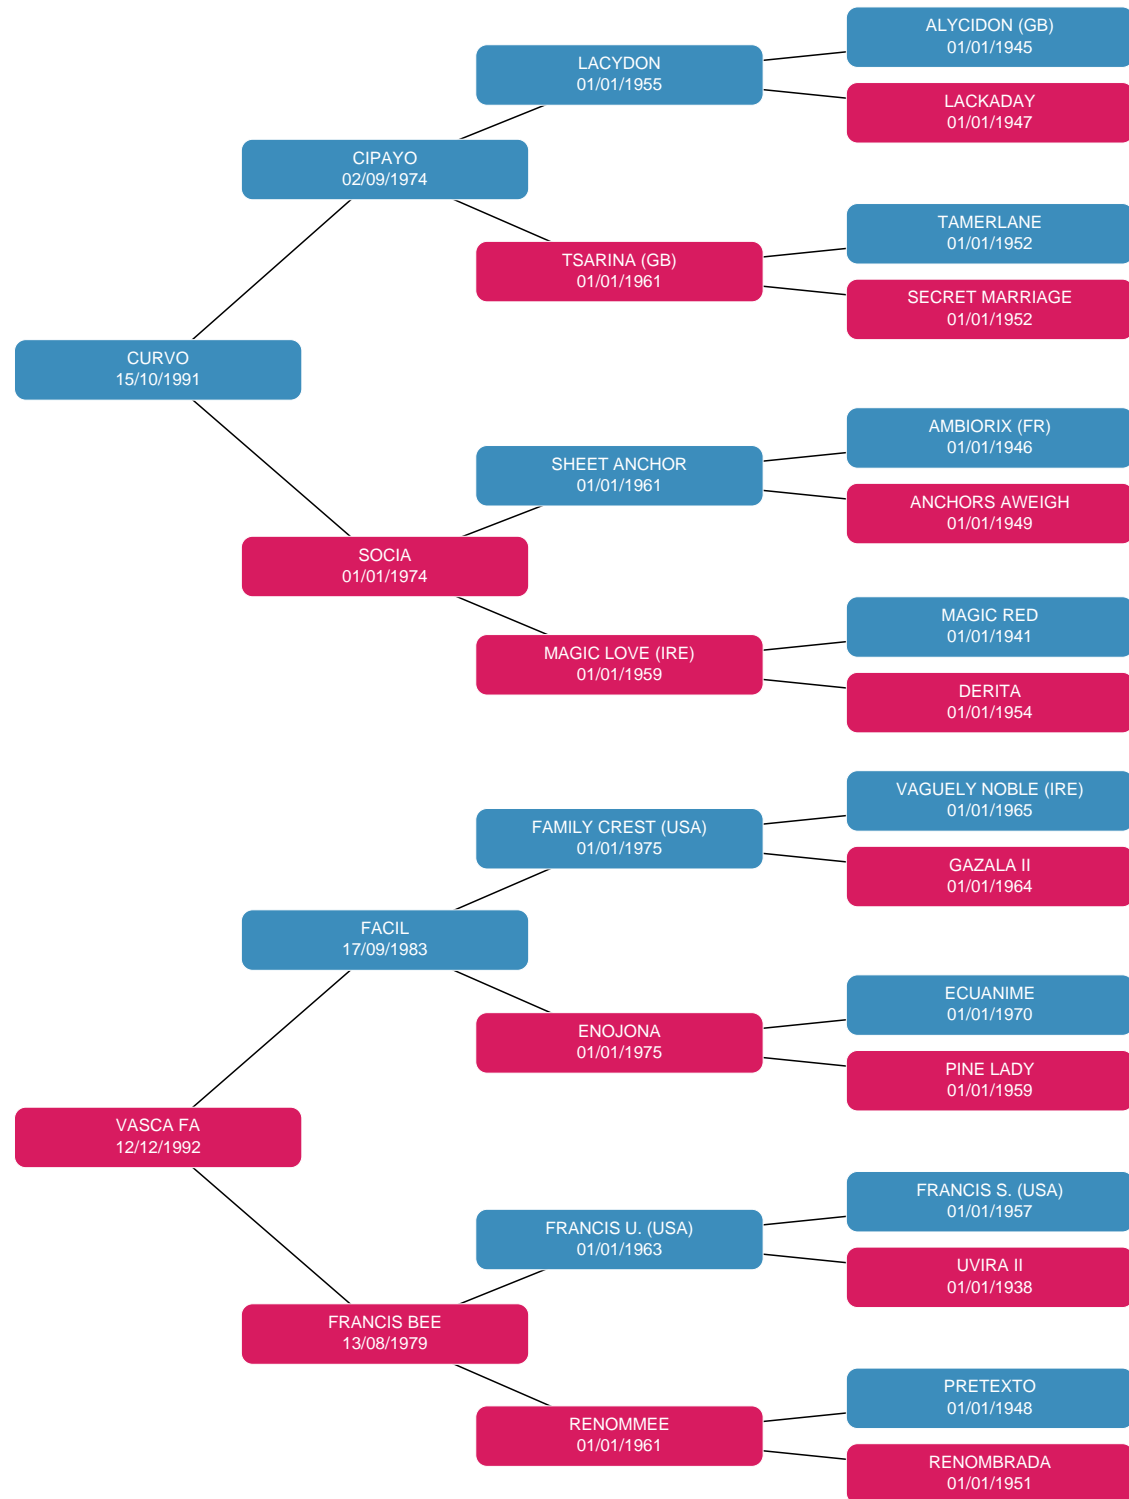 ALYCIDON (GB)
01/01/1945
LACYDON
01/01/1955
LACKADAY
01/01/1947
CIPAYO
02/09/1974
TAMERLANE
01/01/1952
TSARINA (GB)
01/01/1961
SECRET MARRIAGE
01/01/1952
CURVO
15/10/1991
AMBIORIX (FR)
01/01/1946
SHEET ANCHOR
01/01/1961
ANCHORS AWEIGH
01/01/1949
SOCIA
01/01/1974
MAGIC RED
01/01/1941
MAGIC LOVE (IRE)
01/01/1959
DERITA
01/01/1954
VAGUELY NOBLE (IRE)
01/01/1965
FAMILY CREST (USA)
01/01/1975
GAZALA II
01/01/1964
FACIL
17/09/1983
ECUANIME
01/01/1970
ENOJONA
01/01/1975
PINE LADY
01/01/1959
VASCA FA
12/12/1992
FRANCIS S. (USA)
01/01/1957
FRANCIS U. (USA)
01/01/1963
UVIRA II
01/01/1938
FRANCIS BEE
13/08/1979
PRETEXTO
01/01/1948
RENOMMEE
01/01/1961
RENOMBRADA
01/01/1951